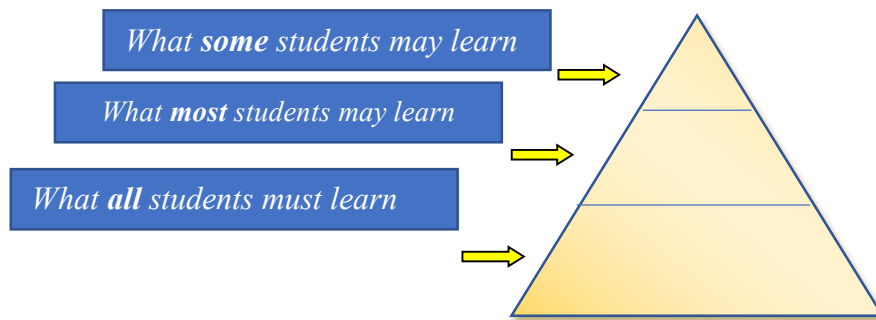 What some students may learn
What most students may learn
What all students must learn